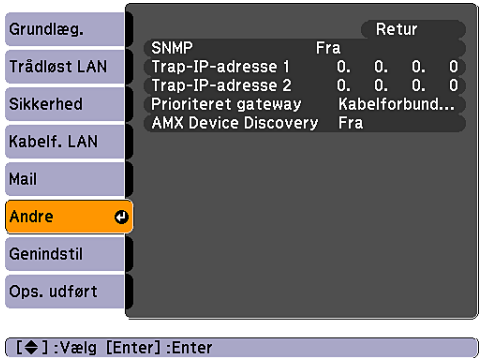 Grundlæg.
Trådløst LAN
Sikkerhed
Kabelf. LAN
Mail
Andre
Genindstil
Ops. udført
Retur
SNMP Fra
Trap-IP-adresse 1 0. 0. 0. 0
Trap-IP-adresse 2 0. 0. 0. 0
Prioriteret gateway Kabelforbund...
AMX Device Discovery Fra
[◆] :Vælg [Enter] :Enter